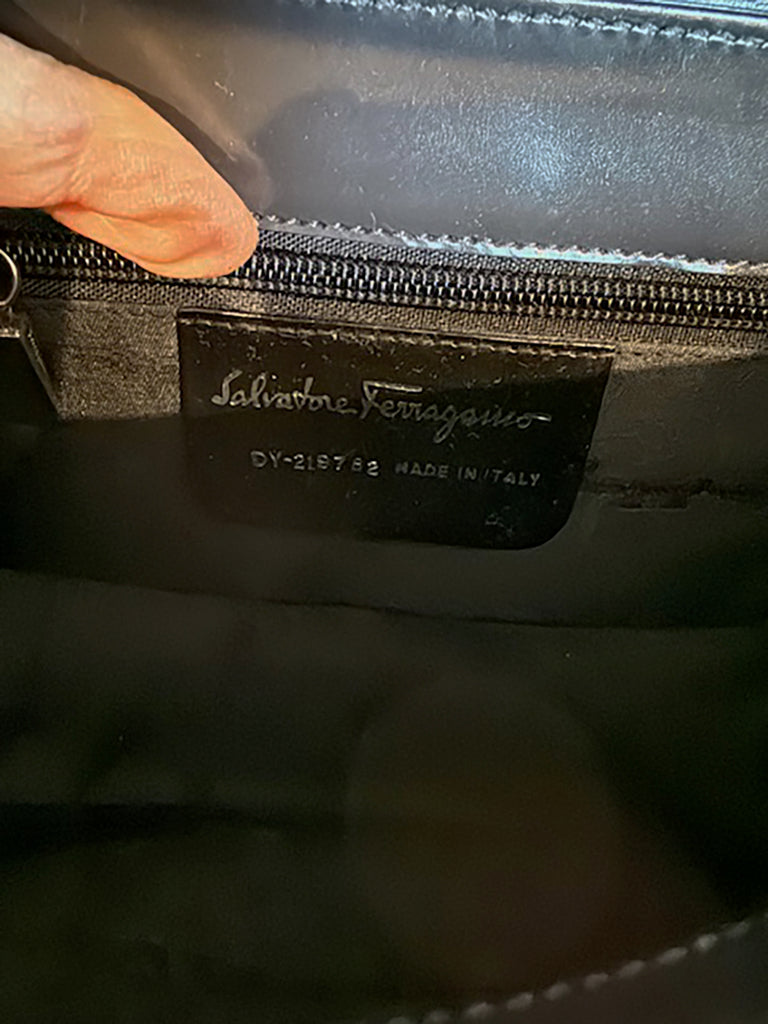 Salvatore Ferragamo
DY-218782 MADE IN ITALY